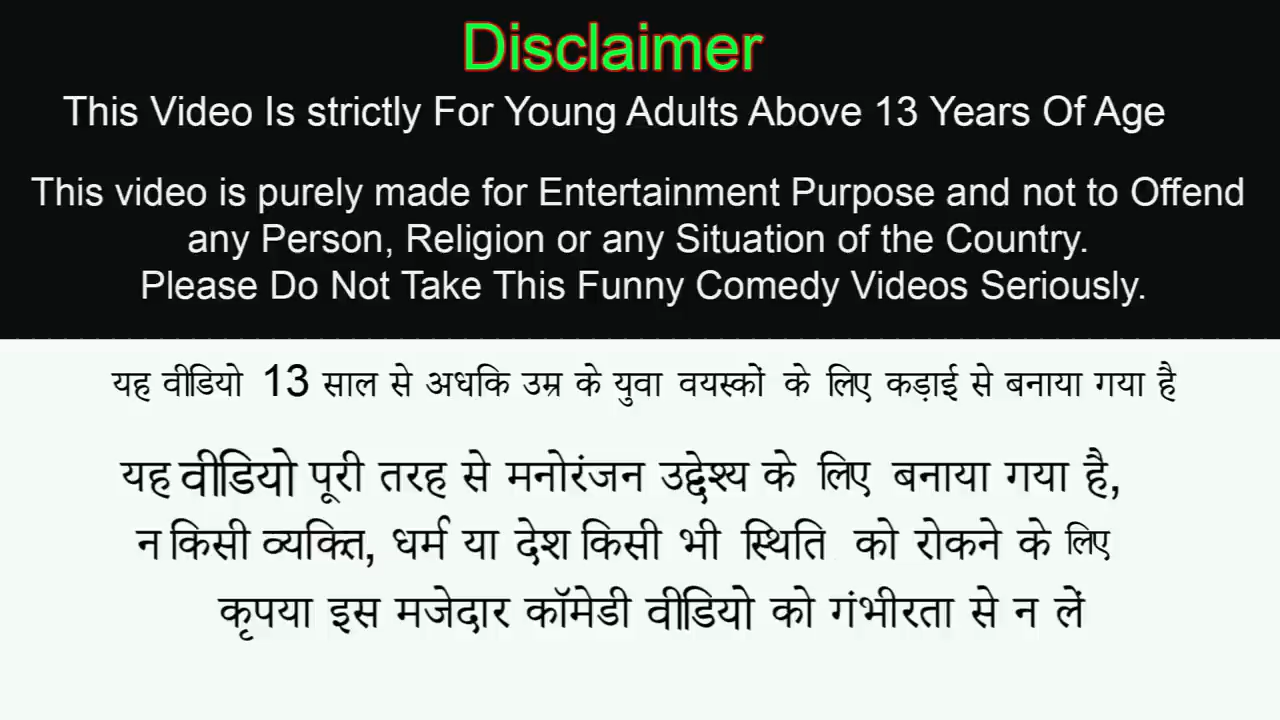 Disclaimer
This Video Is strictly For Young Adults Above 13 Years Of Age
This video is purely made for Entertainment Purpose and not to Offend
any Person, Religion or any Situation of the Country.
Please Do Not Take This Funny Comedy Videos Seriously.
यह वीडियो 13 साल से अधकि उम्र के युवा वयस्कों के लिए कड़ाई से बनाया गया है
यह वीडियो पूरी तरह से मनोरंजन उद्देश्य के लिए बनाया गया है,
न किसी व्यक्ति, धर्म या देश किसी भी स्थिति को रोकने के लिए
कृपया इस मजेदार कॉमेडी वीडियो को गंभीरता से न लें